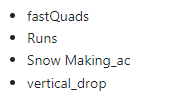 • fastQuads
• Runs
• Snow Making_ac
• vertical_drop